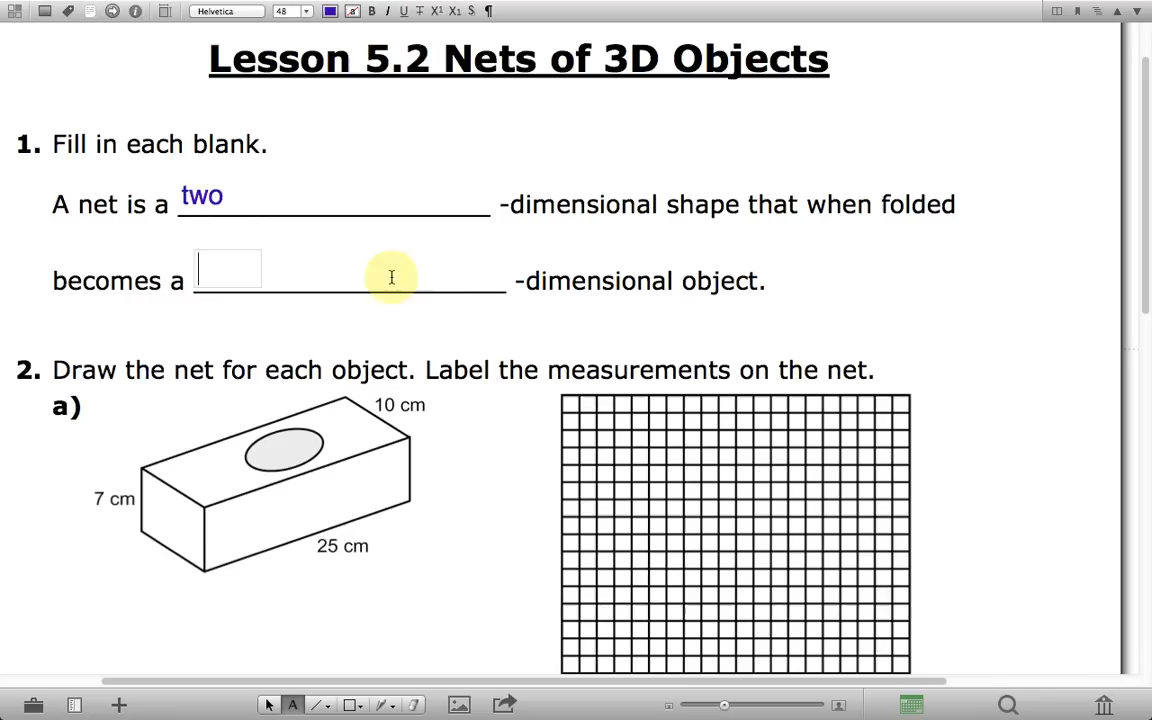 Helvetica 48 B I U T X¹ X₁ S ¶
Lesson 5.2 Nets of 3D Objects
1. Fill in each blank.
A net is a two -dimensional shape that when folded
becomes a -dimensional object.
2. Draw the net for each object. Label the measurements on the net.
a)
10 cm
7 cm
25 cm
A